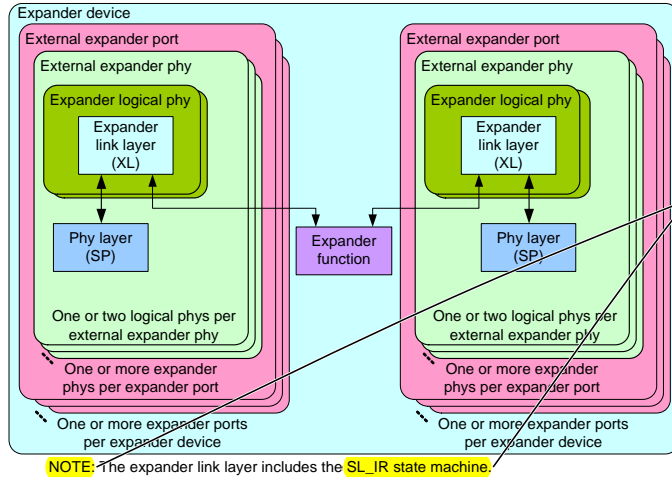 Expander device
External expander port
External expander phy
Expander logical phy
Expander
link layer
(XL)
Phy layer
(SP)
One or two logical phys per
external expander phy
One or more expander
phys per expander port
One or more expander ports
per expander device
Expander
function
External expander port
External expander phy
Expander logical phy
Expander
link layer
(XL)
Phy layer
(SP)
One or two logical phys per
external expander phy
One or more expander
phys per expander port
One or more expander ports
per expander device
NOTE: The expander link layer includes the SL_IR state machine.